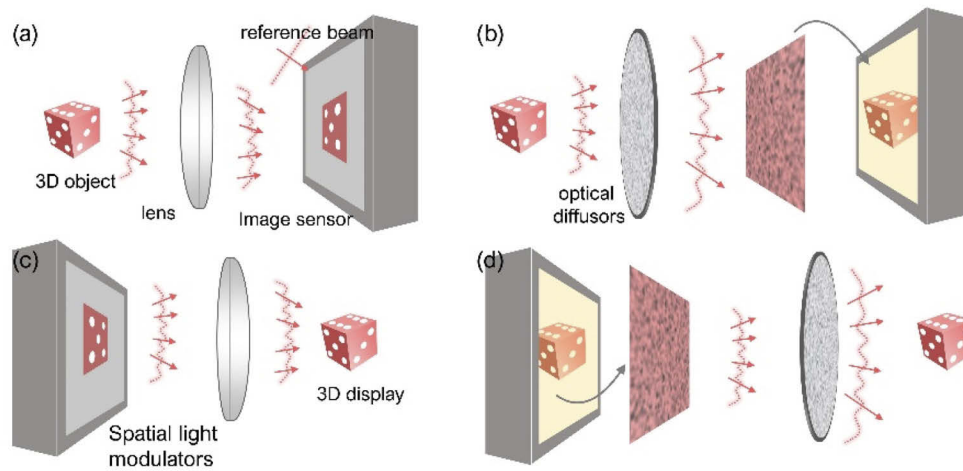 (a)
reference beam
3D object
lens
Image sensor
(b)
optical
diffusors
(c)
Spatial light
modulators
3D display
(d)